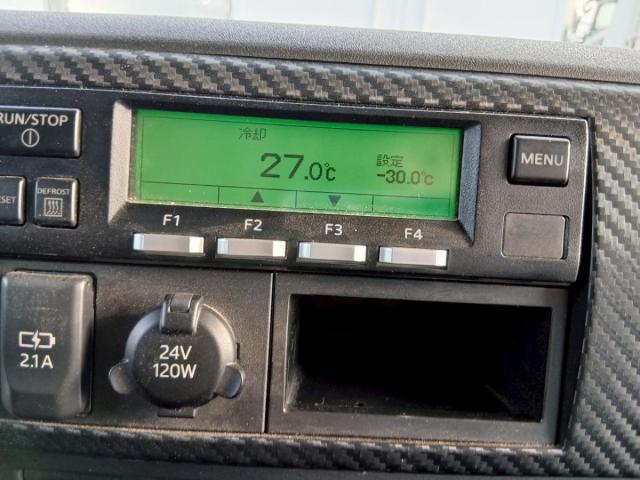 RUN/STOP
冷却
27.0℃
設定
-30.0℃
MENU
DEFROST
F1
F2
F3
F4
2.1A
24V
120W